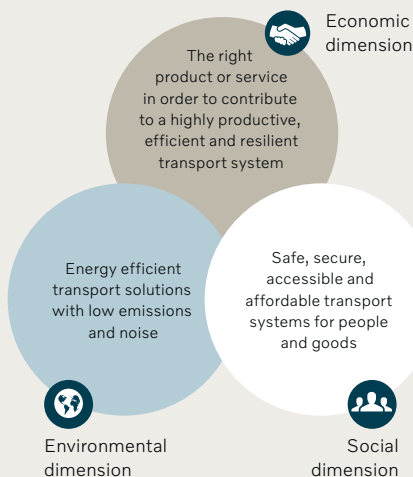 Economic
dimension
The right
product or service
in order to contribute
to a highly productive,
efficient and resilient
transport system
Energy efficient
transport solutions
with low emissions
and noise
Safe, secure,
accessible and
affordable transport
systems for people
and goods
Environmental
dimension
Social
dimension